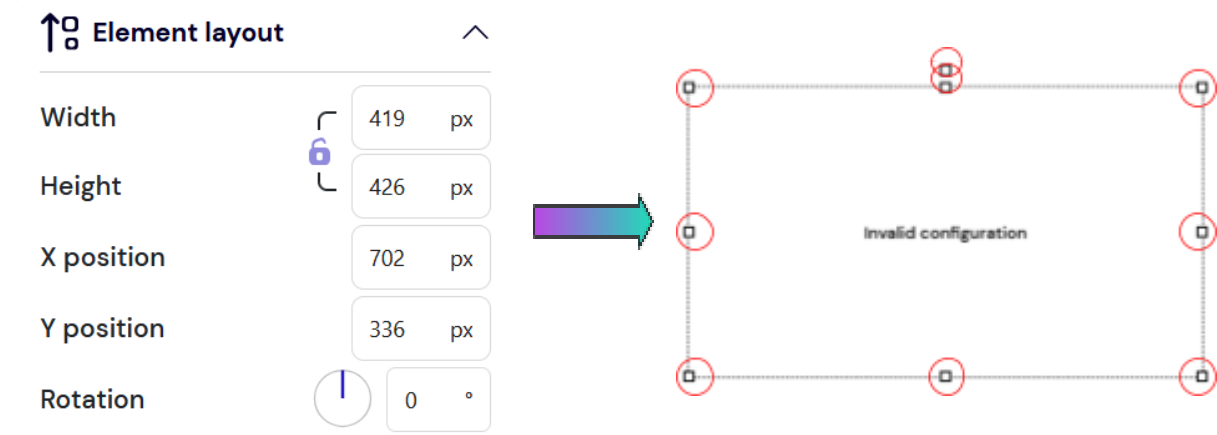 Element layout
Width 419 px
Height 426 px
X position 702 px
Y position 336 px
Rotation 0 °
Invalid configuration